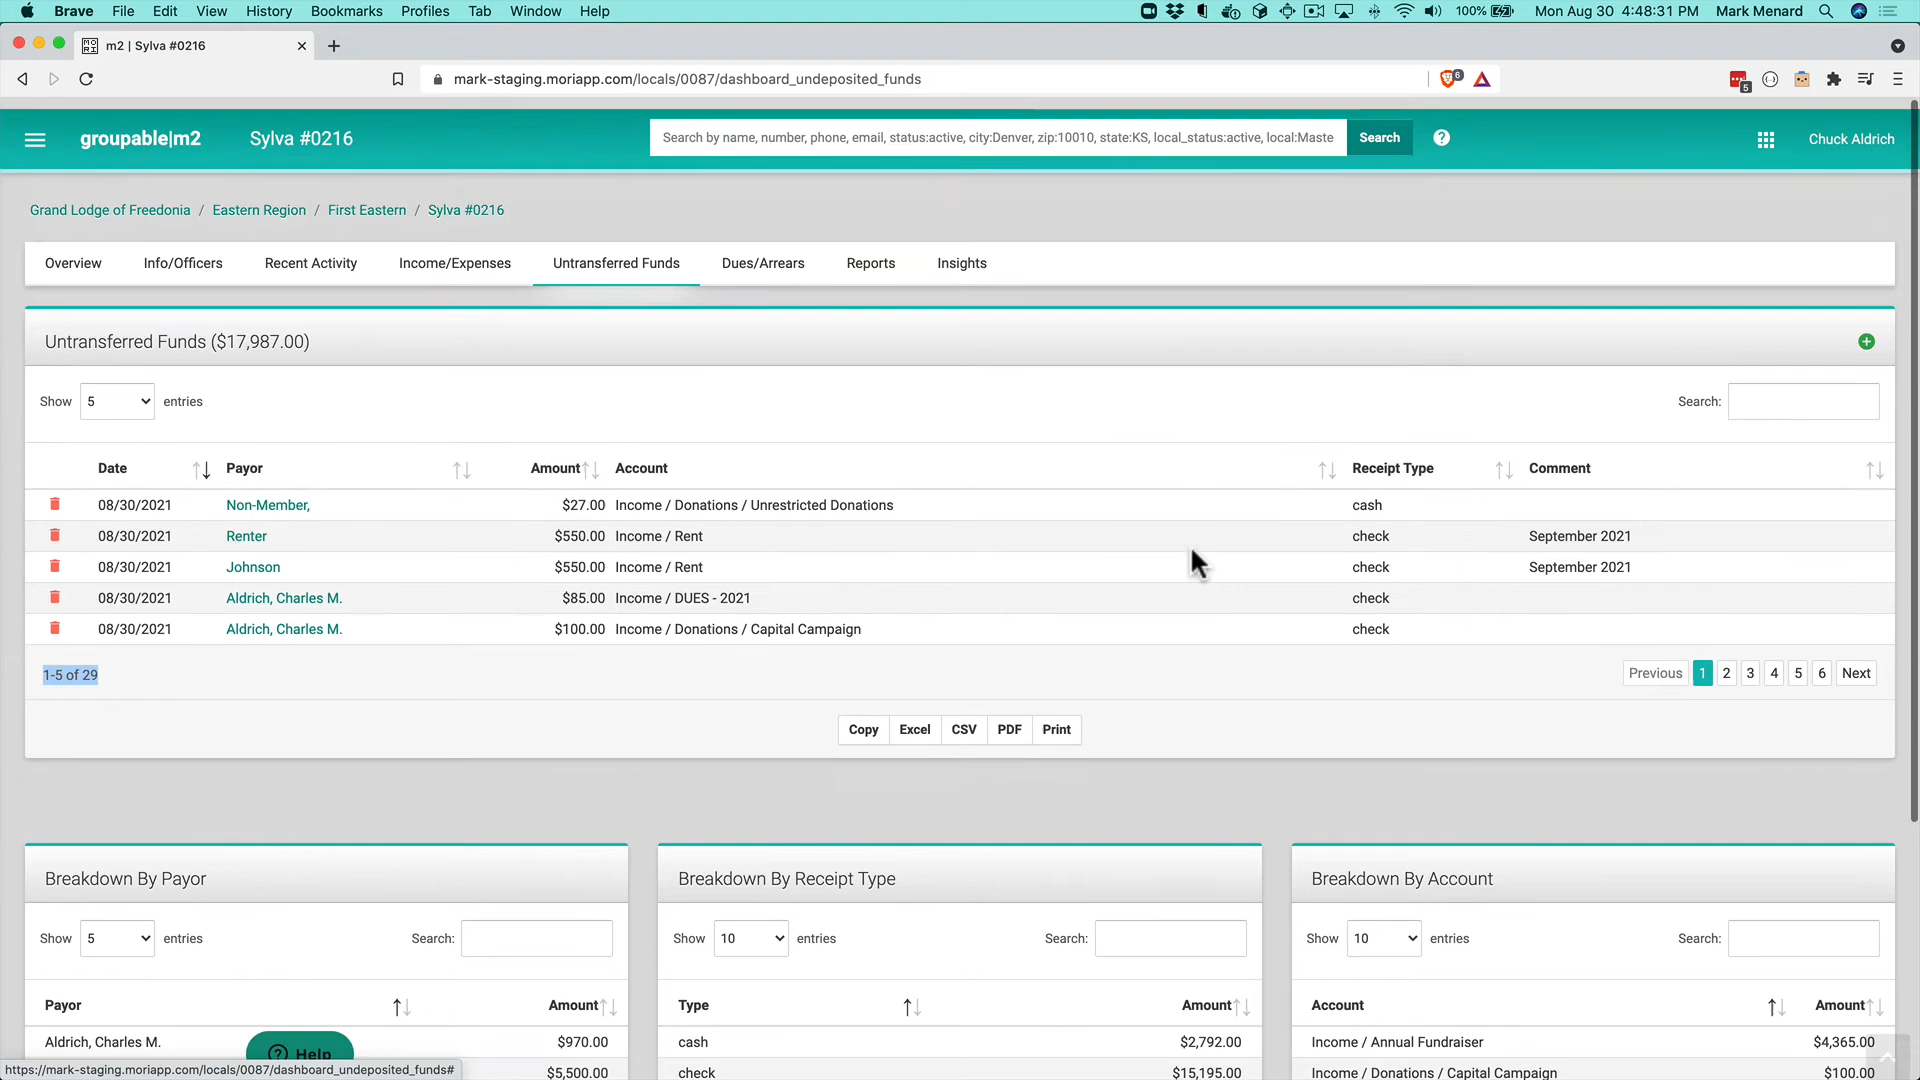 Brave File Edit View History Bookmarks Profiles Tab Window Help 100% Mon Aug 30 4:48:31 PM Mark Menard
m2 | Sylva #0216
mark-staging.moriapp.com/locals/0087/dashboard_undeposited_funds 6 5
groupable|m2 Sylva #0216 Search by name, number, phone, email, status:active, city:Denver, zip:10010, state:KS, local_status:active, local:Maste Search Chuck Aldrich
Grand Lodge of Freedonia / Eastern Region / First Eastern / Sylva #0216
Overview Info/Officers Recent Activity Income/Expenses Untransferred Funds Dues/Arrears Reports Insights
Untransferred Funds ($17,987.00)
Show 5 entries Search:
Date Payor Amount Account Receipt Type Comment
08/30/2021 Non-Member, $27.00 Income / Donations / Unrestricted Donations cash
08/30/2021 Renter $550.00 Income / Rent check September 2021
08/30/2021 Johnson $550.00 Income / Rent check September 2021
08/30/2021 Aldrich, Charles M. $85.00 Income / DUES - 2021 check
08/30/2021 Aldrich, Charles M. $100.00 Income / Donations / Capital Campaign check
1-5 of 29 Previous 1 2 3 4 5 6 Next
Copy Excel CSV PDF Print
Breakdown By Payor Breakdown By Receipt Type Breakdown By Account
Show 5 entries Search: Show 10 entries Search: Show 10 entries Search:
Payor Amount Type Amount Account Amount
Aldrich, Charles M. $970.00 cash $2,792.00 Income / Annual Fundraiser $4,365.00
Help
https://mark-staging.moriapp.com/locals/0087/dashboard_undeposited_funds# $5,500.00 check $15,195.00 Income / Donations / Capital Campaign $100.00